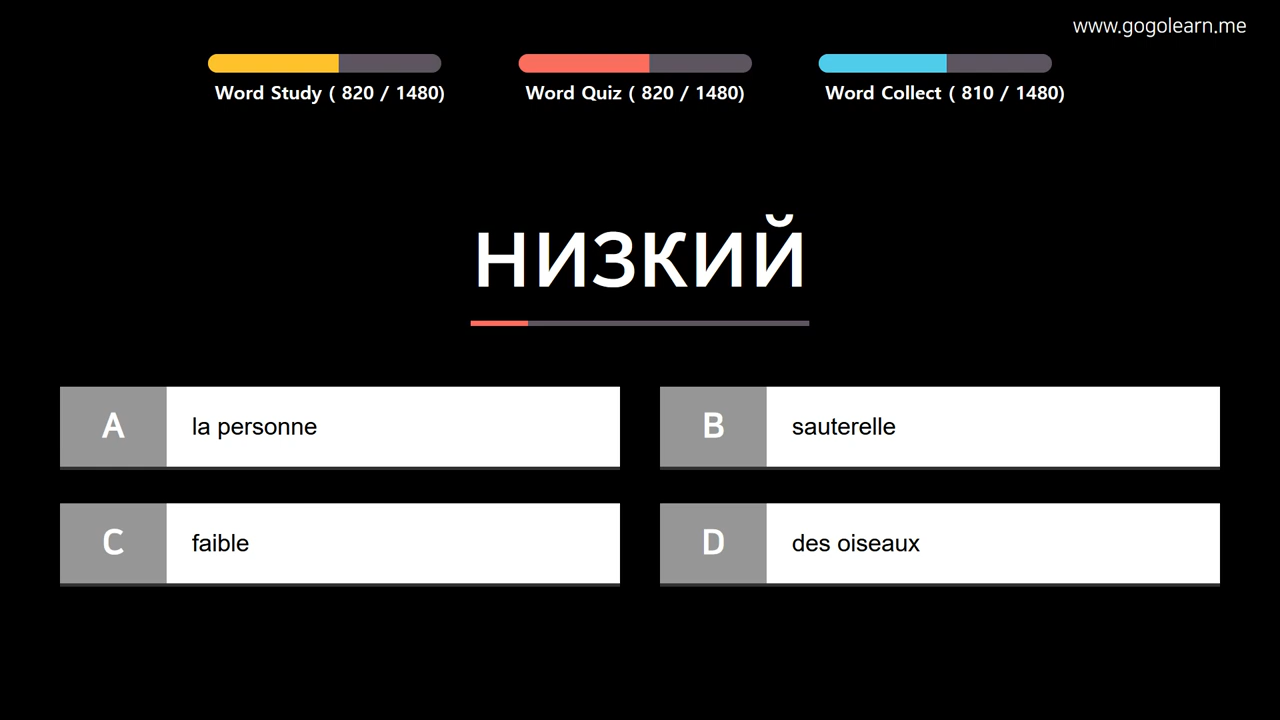 www.gogolearn.me
Word Study ( 820 / 1480)
Word Quiz ( 820 / 1480)
Word Collect ( 810 / 1480)
низкий
A
la personne
B
sauterelle
C
faible
D
des oiseaux